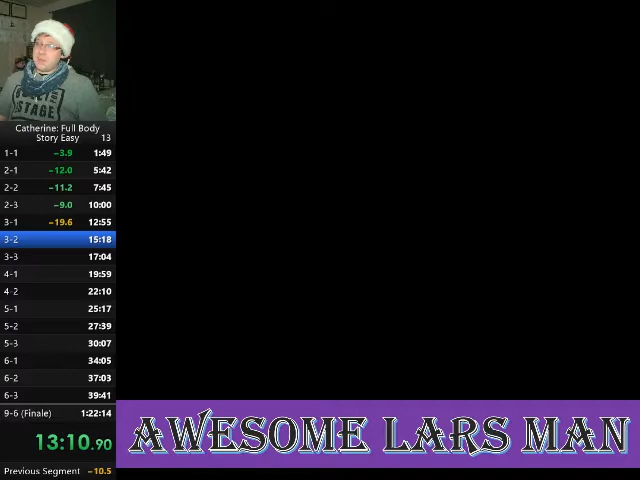 Catherine: Full Body
Story Easy 13
1-1 −3.9 1:49
2-1 −12.0 5:42
2-2 −11.2 7:45
2-3 −9.0 10:00
3-1 −19.6 12:55
3-2 15:18
3-3 17:04
4-1 19:59
4-2 22:10
5-1 25:17
5-2 27:39
5-3 30:07
6-1 34:05
6-2 37:03
6-3 39:41
9-6 (Finale) 1:22:14
13:10.90
Previous Segment −10.5
AWESOME LARS MAN